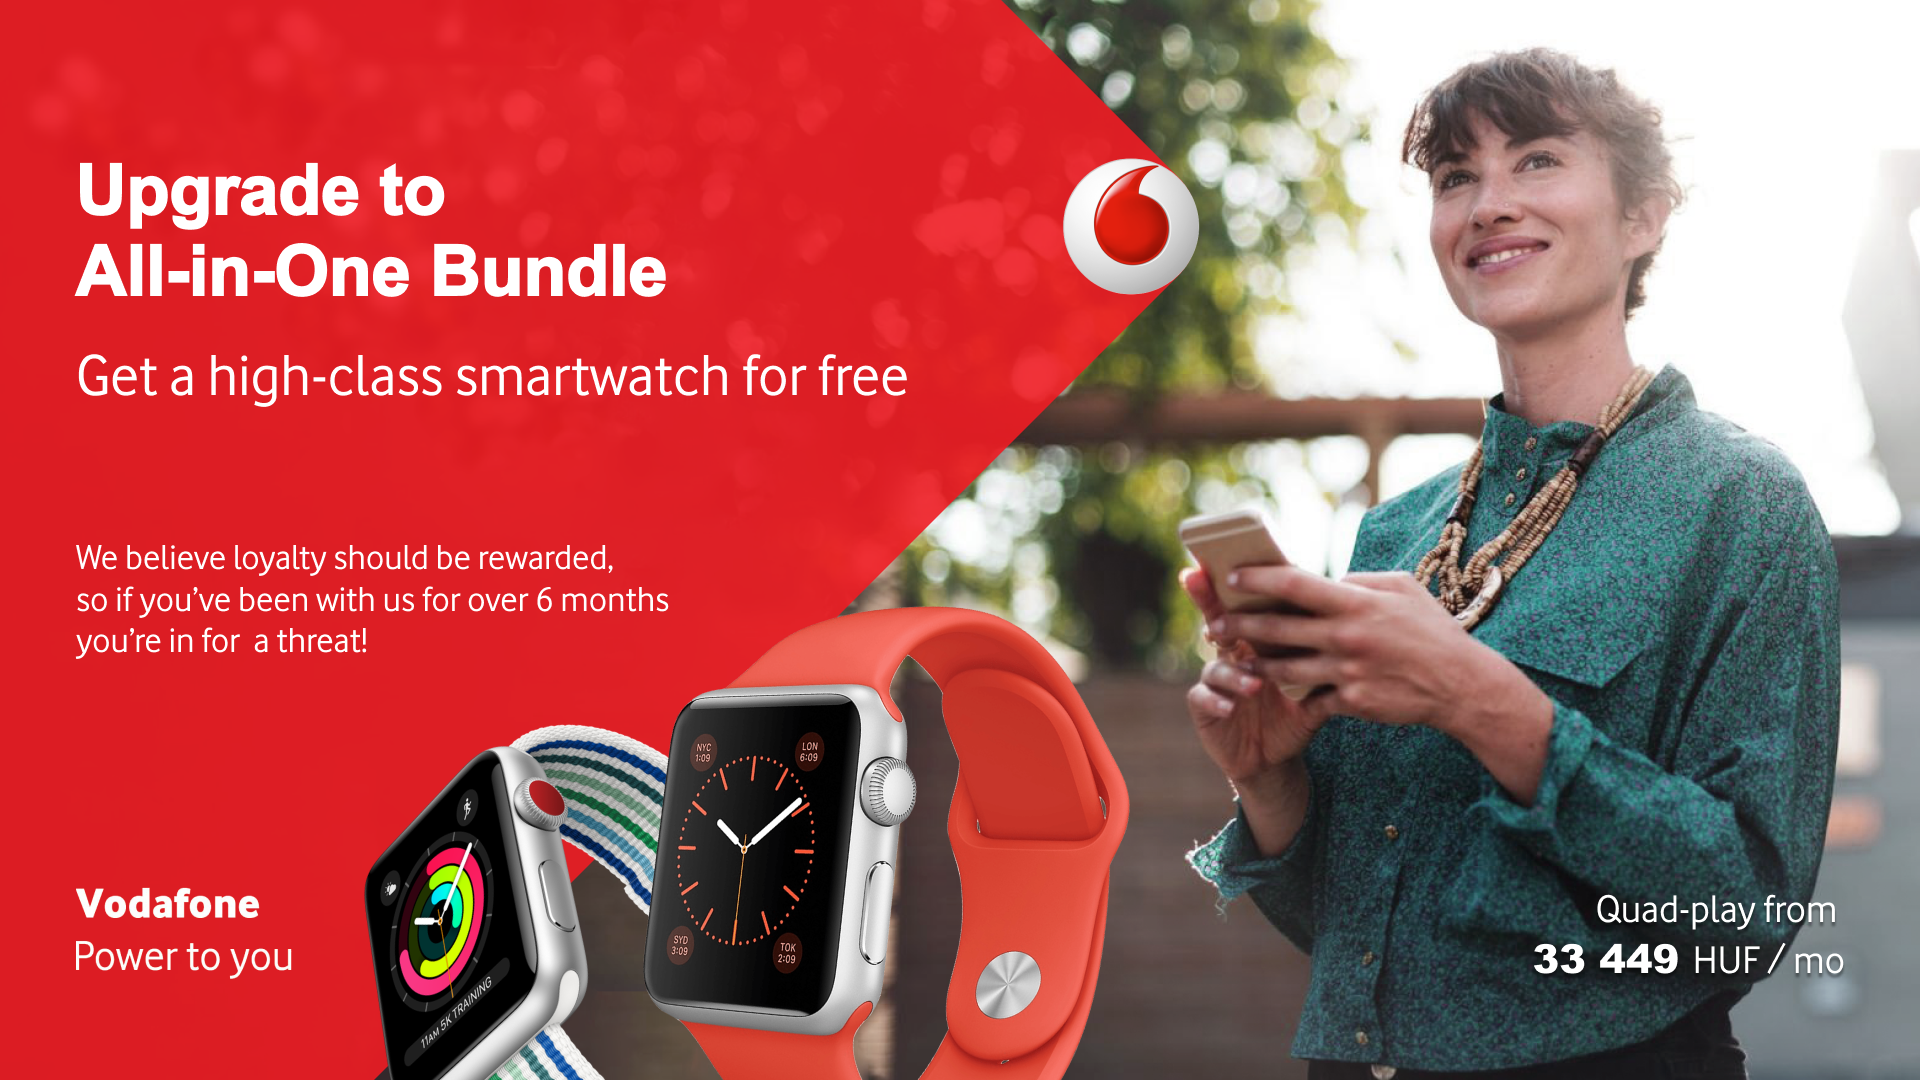 Upgrade to
All-in-One Bundle
Get a high-class smartwatch for free
We believe loyalty should be rewarded,
so if you've been with us for over 6 months
you're in for a threat!
NYC
1:09
LON
6:09
SYD
3:09
TOK
2:09
11AM 5K TRAINING
Vodafone
Power to you
Quad-play from
33 449 HUF / mo